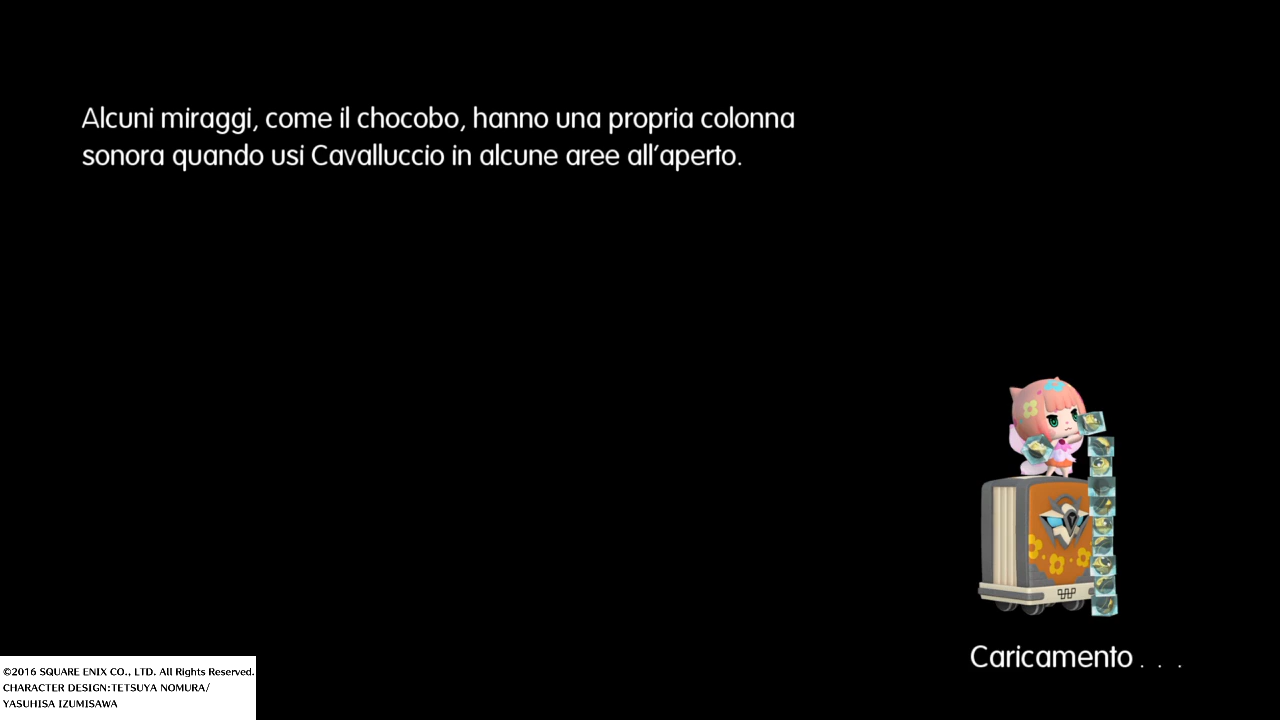 Alcuni miraggi, come il chocobo, hanno una propria colonna
sonora quando usi Cavalluccio in alcune aree all'aperto.
Caricamento . . .
©2016 SQUARE ENIX CO., LTD. All Rights Reserved.
CHARACTER DESIGN:TETSUYA NOMURA/
YASUHISA IZUMISAWA